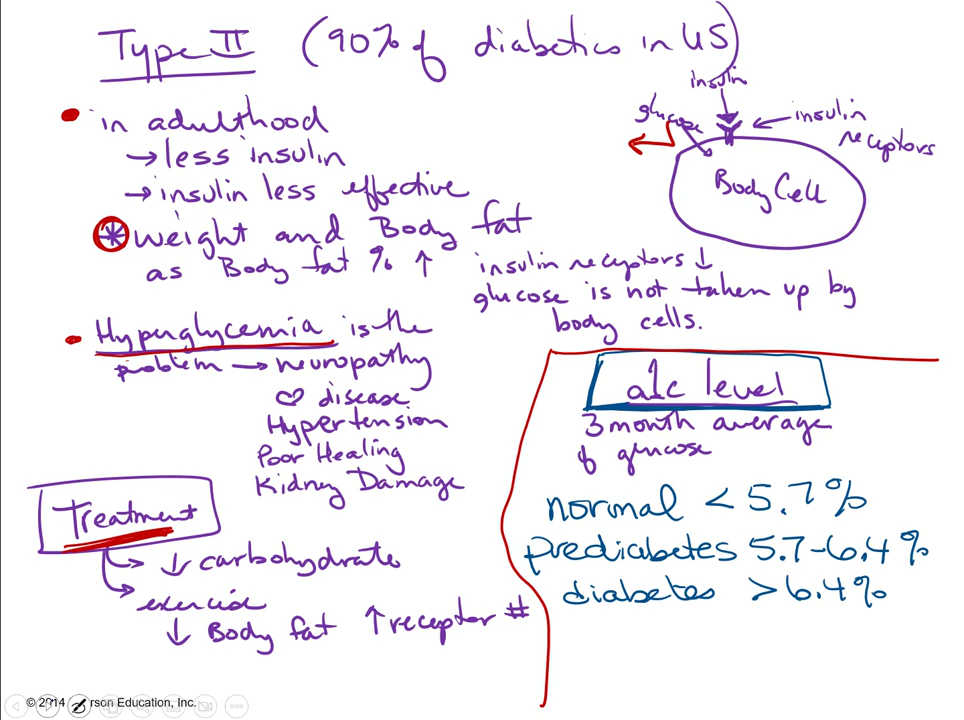 Type II (90% of diabetics in US)
in adulthood
→ less insulin
→ insulin less effective
* weight and Body fat
as Body fat % ↑
insulin
glucose
insulin
receptors
Body Cell
insulin receptors ↓
glucose is not taken up by
body cells.
Hyperglycemia is the
problem → neuropathy
♡ disease
Hypertension
Poor Healing
Kidney Damage
a1c level
3 month average
of glucose
normal < 5.7%
prediabetes 5.7-6.4%
diabetes > 6.4%
Treatment
↓ carbohydrate
exercise
↓ Body fat ↑ receptor #
© 2014 rson Education, Inc.